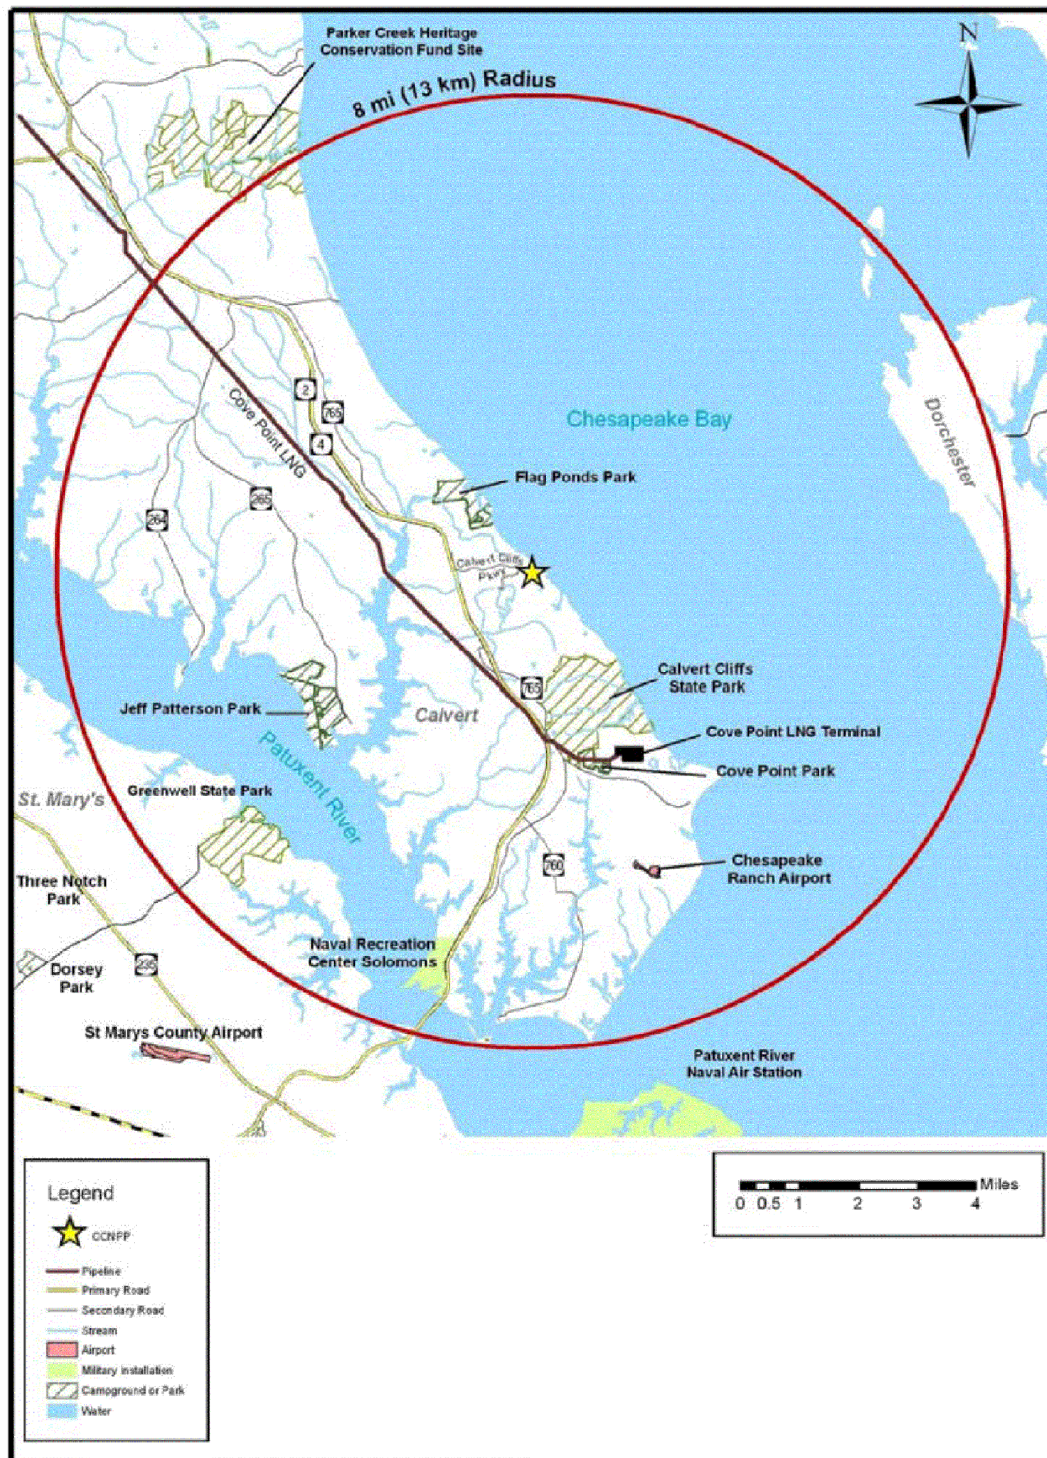 Parker Creek Heritage
Conservation Fund Site
8 mi (13 km) Radius
N
Cove Point LNG
2
765
4
Chesapeake Bay
Dorchester
Flag Ponds Park
264
265
Calvert Cliffs
Pkwy
Calvert Cliffs
State Park
765
Jeff Patterson Park
Calvert
Cove Point LNG Terminal
Cove Point Park
Patuxent River
Greenwell State Park
St. Mary's
Chesapeake
Ranch Airport
760
Three Notch
Park
Naval Recreation
Center Solomons
235
Dorsey
Park
St Marys County Airport
Patuxent River
Naval Air Station
Legend
CCNPP
Pipeline
Primary Road
Secondary Road
Stream
Airport
Military Installation
Campground or Park
Water
Miles
0 0.5 1 2 3 4